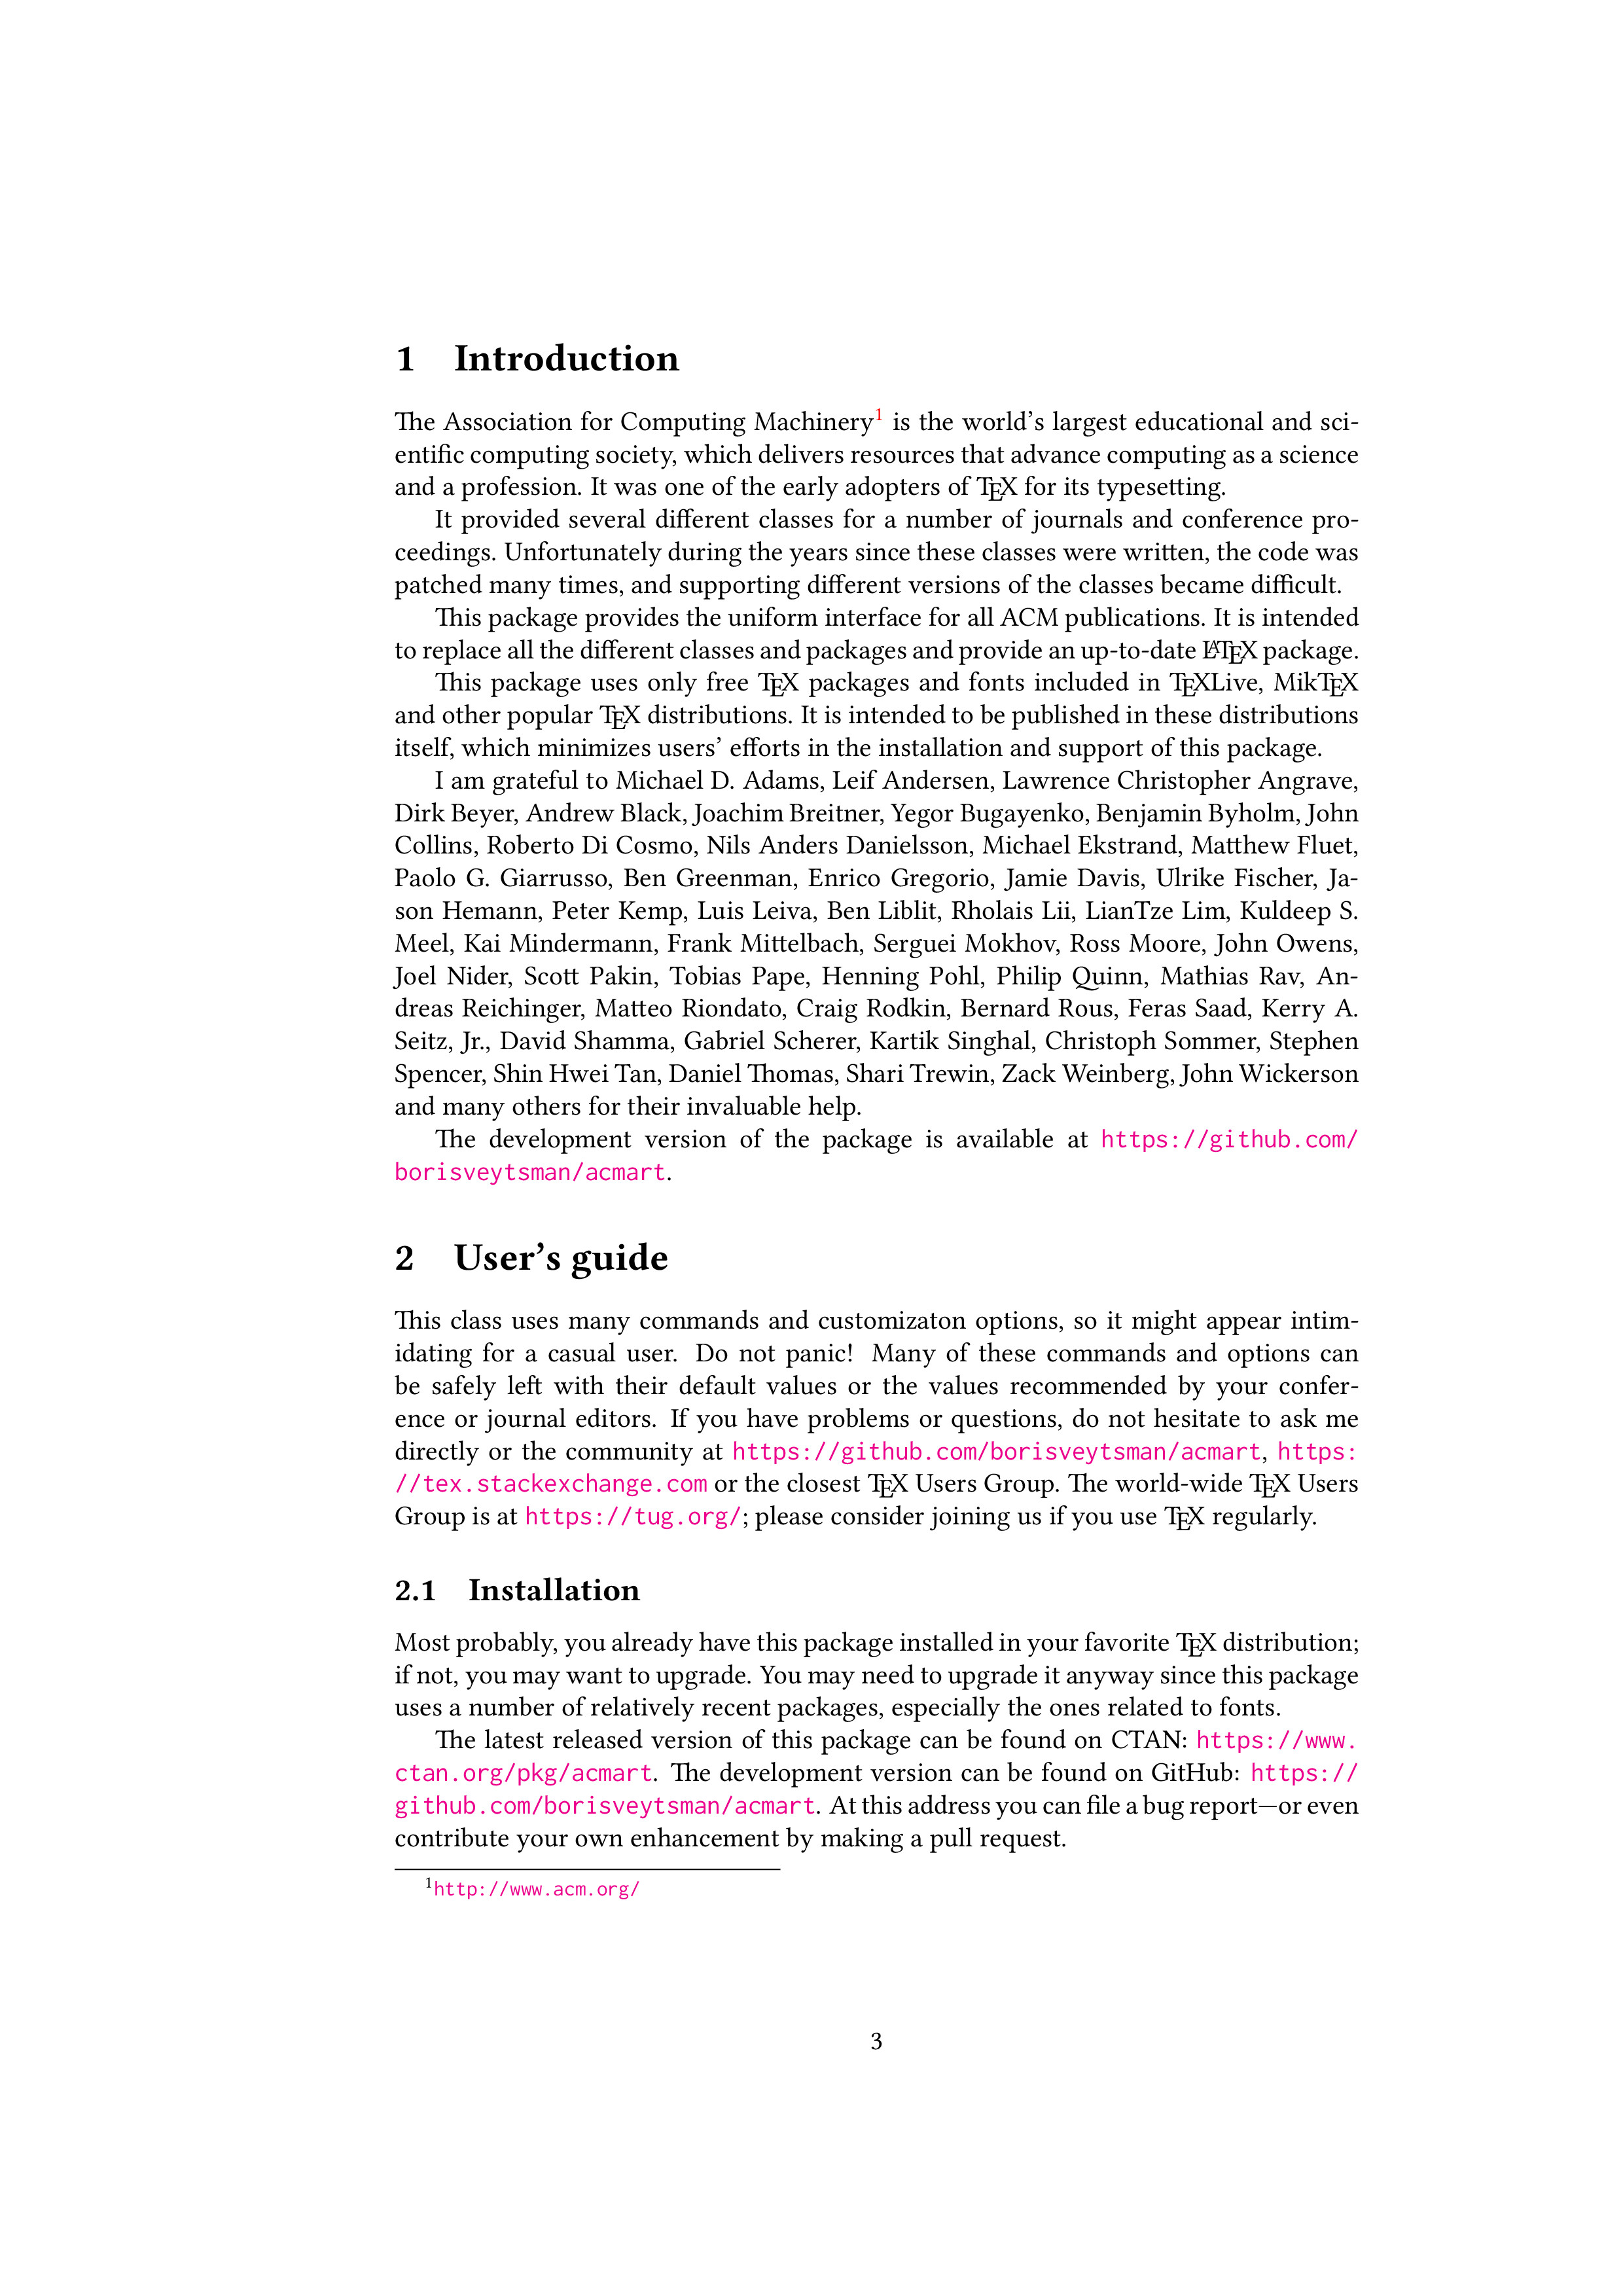 1 Introduction
The Association for Computing Machinery1 is the world's largest educational and sci-
entific computing society, which delivers resources that advance computing as a science
and a profession. It was one of the early adopters of TEX for its typesetting.
It provided several different classes for a number of journals and conference pro-
ceedings. Unfortunately during the years since these classes were written, the code was
patched many times, and supporting different versions of the classes became difficult.
This package provides the uniform interface for all ACM publications. It is intended
to replace all the different classes and packages and provide an up-to-date LATEX package.
This package uses only free TEX packages and fonts included in TEXLive, MikTEX
and other popular TEX distributions. It is intended to be published in these distributions
itself, which minimizes users' efforts in the installation and support of this package.
I am grateful to Michael D. Adams, Leif Andersen, Lawrence Christopher Angrave,
Dirk Beyer, Andrew Black, Joachim Breitner, Yegor Bugayenko, Benjamin Byholm, John
Collins, Roberto Di Cosmo, Nils Anders Danielsson, Michael Ekstrand, Matthew Fluet,
Paolo G. Giarrusso, Ben Greenman, Enrico Gregorio, Jamie Davis, Ulrike Fischer, Ja-
son Hemann, Peter Kemp, Luis Leiva, Ben Liblit, Rholais Lii, LianTze Lim, Kuldeep S.
Meel, Kai Mindermann, Frank Mittelbach, Serguei Mokhov, Ross Moore, John Owens,
Joel Nider, Scott Pakin, Tobias Pape, Henning Pohl, Philip Quinn, Mathias Rav, An-
dreas Reichinger, Matteo Riondato, Craig Rodkin, Bernard Rous, Feras Saad, Kerry A.
Seitz, Jr., David Shamma, Gabriel Scherer, Kartik Singhal, Christoph Sommer, Stephen
Spencer, Shin Hwei Tan, Daniel Thomas, Shari Trewin, Zack Weinberg, John Wickerson
and many others for their invaluable help.
The development version of the package is available at https://github.com/
borisveytsman/acmart.
2 User's guide
This class uses many commands and customizaton options, so it might appear intim-
idating for a casual user. Do not panic! Many of these commands and options can
be safely left with their default values or the values recommended by your confer-
ence or journal editors. If you have problems or questions, do not hesitate to ask me
directly or the community at https://github.com/borisveytsman/acmart, https:
//tex.stackexchange.com or the closest TEX Users Group. The world-wide TEX Users
Group is at https://tug.org/; please consider joining us if you use TEX regularly.
2.1 Installation
Most probably, you already have this package installed in your favorite TEX distribution;
if not, you may want to upgrade. You may need to upgrade it anyway since this package
uses a number of relatively recent packages, especially the ones related to fonts.
The latest released version of this package can be found on CTAN: https://www.
ctan.org/pkg/acmart. The development version can be found on GitHub: https://
github.com/borisveytsman/acmart. At this address you can file a bug report—or even
contribute your own enhancement by making a pull request.
1http://www.acm.org/
3